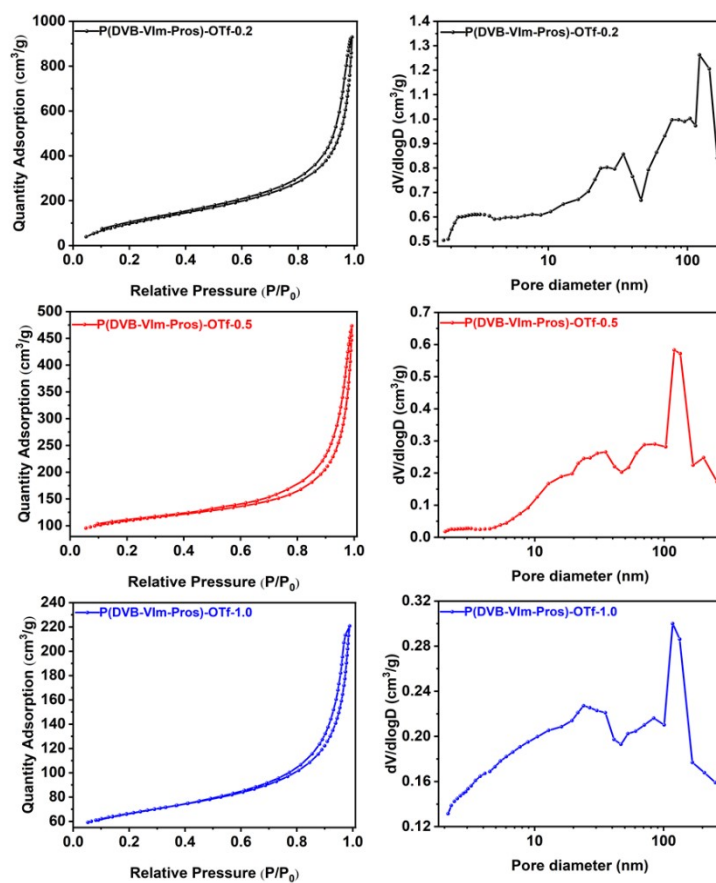 P(DVB-VIm-Pros)-OTf-0.2
Quantity Adsorption (cm³/g)
1000
800
600
400
200
0
0.0 0.2 0.4 0.6 0.8 1.0
Relative Pressure (P/P₀)
P(DVB-VIm-Pros)-OTf-0.2
dV/dlogD (cm³/g)
1.4
1.3
1.2
1.1
1.0
0.9
0.8
0.7
0.6
0.5
10 100
Pore diameter (nm)
P(DVB-VIm-Pros)-OTf-0.5
Quantity Adsorption (cm³/g)
500
450
400
350
300
250
200
150
100
0.0 0.2 0.4 0.6 0.8 1.0
Relative Pressure (P/P₀)
P(DVB-VIm-Pros)-OTf-0.5
dV/dlogD (cm³/g)
0.7
0.6
0.5
0.4
0.3
0.2
0.1
0.0
10 100
Pore diameter (nm)
P(DVB-VIm-Pros)-OTf-1.0
Quantity Adsorption (cm³/g)
240
220
200
180
160
140
120
100
80
60
0.0 0.2 0.4 0.6 0.8 1.0
Relative Pressure (P/P₀)
P(DVB-VIm-Pros)-OTf-1.0
dV/dlogD (cm³/g)
0.32
0.28
0.24
0.20
0.16
0.12
10 100
Pore diameter (nm)